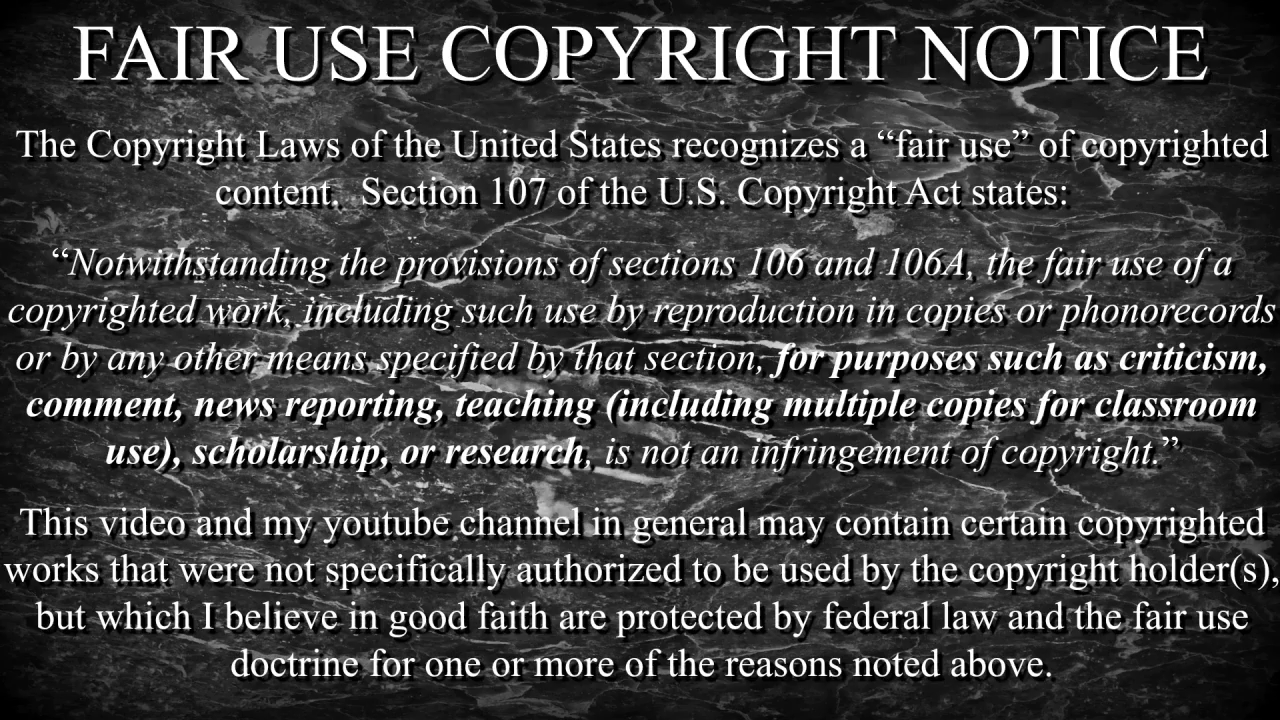 FAIR USE COPYRIGHT NOTICE
The Copyright Laws of the United States recognizes a “fair use” of copyrighted
content.  Section 107 of the U.S. Copyright Act states:
“Notwithstanding the provisions of sections 106 and 106A, the fair use of a
copyrighted work, including such use by reproduction in copies or phonorecords
or by any other means specified by that section, for purposes such as criticism,
comment, news reporting, teaching (including multiple copies for classroom
use), scholarship, or research, is not an infringement of copyright.”
This video and my youtube channel in general may contain certain copyrighted
works that were not specifically authorized to be used by the copyright holder(s),
but which I believe in good faith are protected by federal law and the fair use
doctrine for one or more of the reasons noted above.